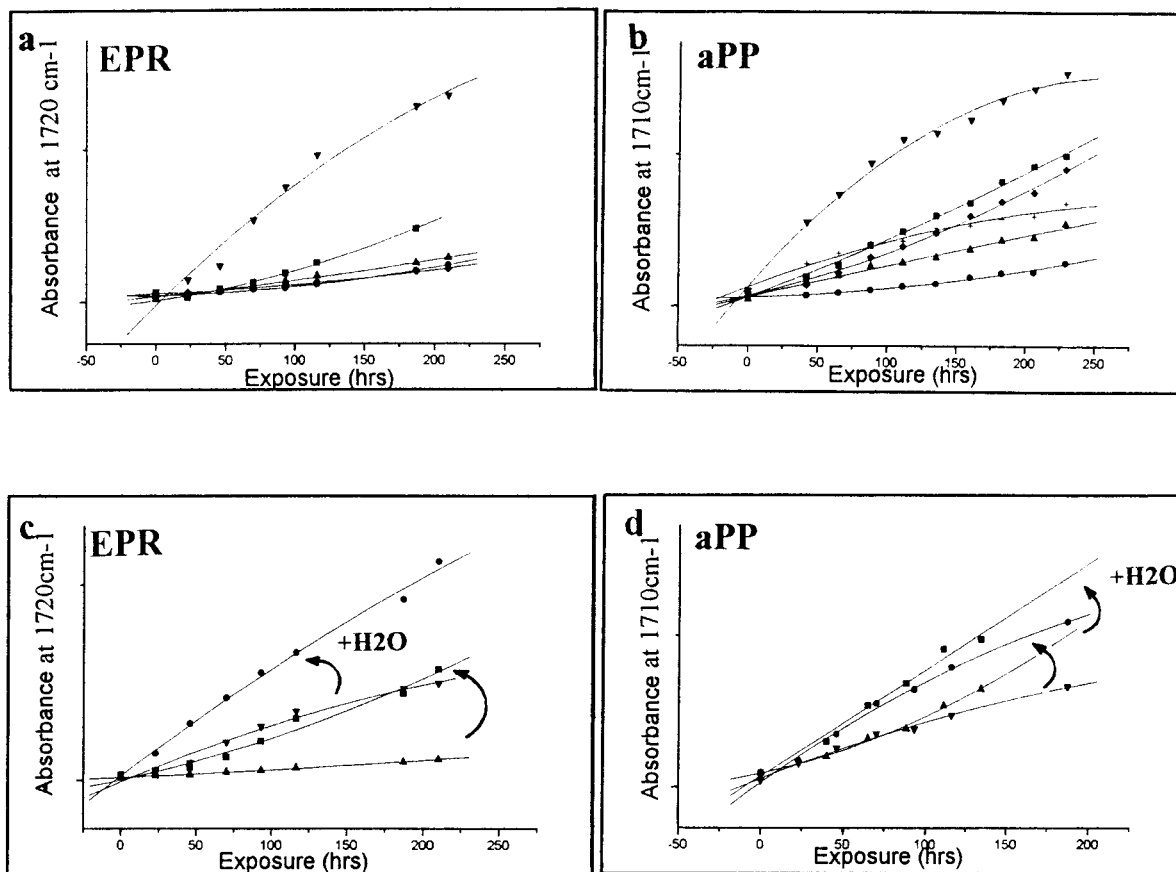 a
EPR
Absorbance at 1720 cm-1
-50 0 50 100 150 200 250
Exposure (hrs)
b
aPP
Absorbance at 1710cm-1
-50 0 50 100 150 200 250
Exposure (hrs)
c
EPR
Absorbance at 1720cm-1
+H2O
0 50 100 150 200 250
Exposure (hrs)
d
aPP
Absorbance at 1710cm-1
+H2O
-50 0 50 100 150 200
Exposure (hrs)